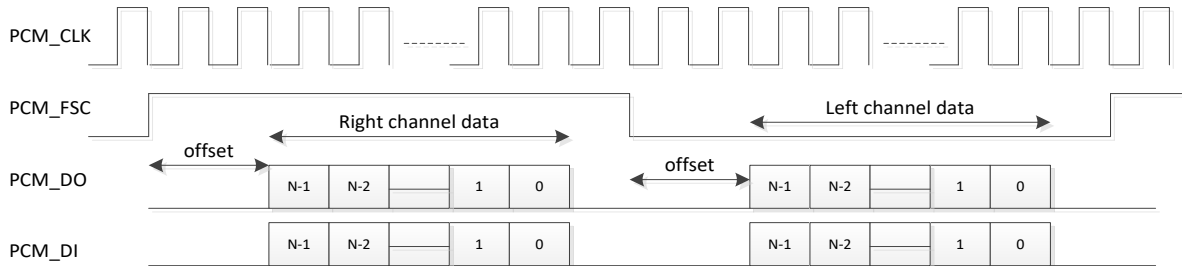 PCM_CLK
PCM_FSC
Right channel data
Left channel data
offset
offset
PCM_DO
N-1 N-2 1 0 N-1 N-2 1 0
PCM_DI
N-1 N-2 1 0 N-1 N-2 1 0